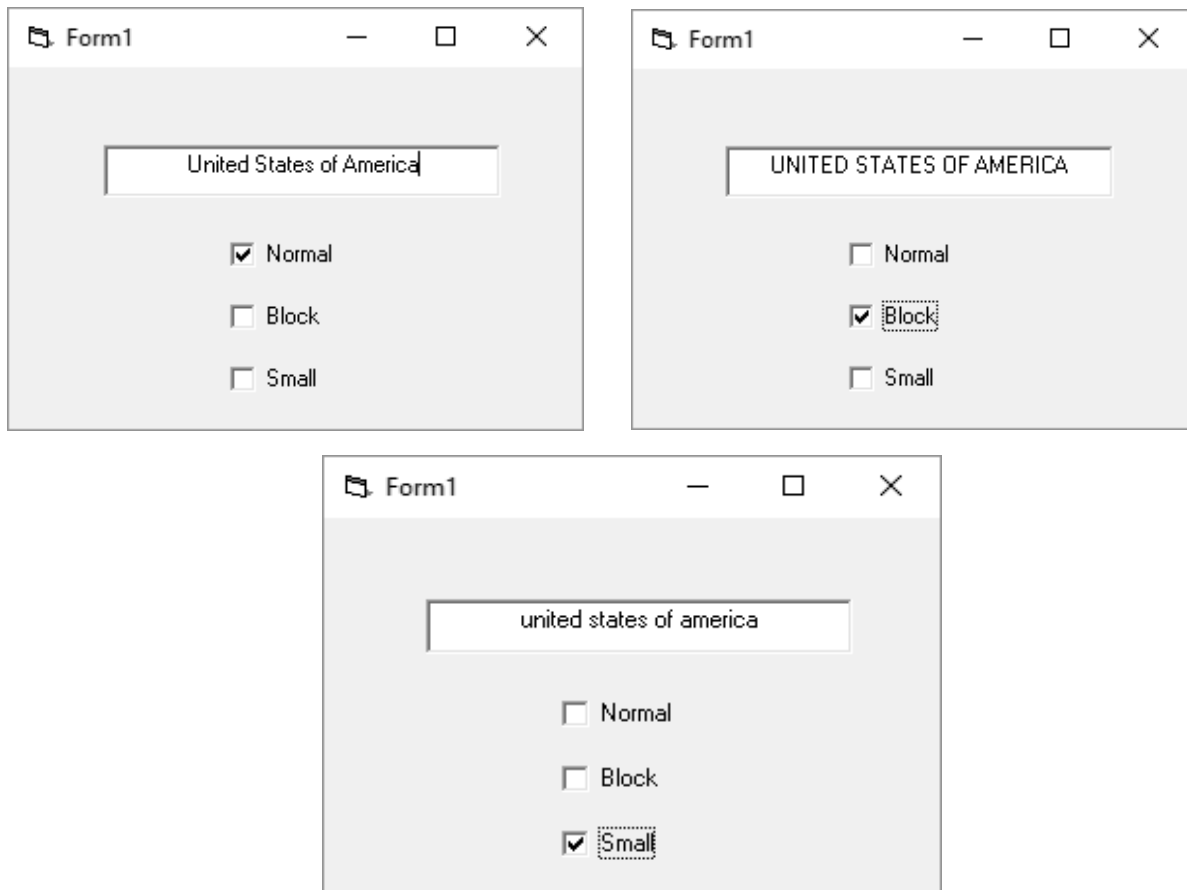 Form1
United States of America
Normal
Block
Small
Form1
UNITED STATES OF AMERICA
Normal
Block
Small
Form1
united states of america
Normal
Block
Small